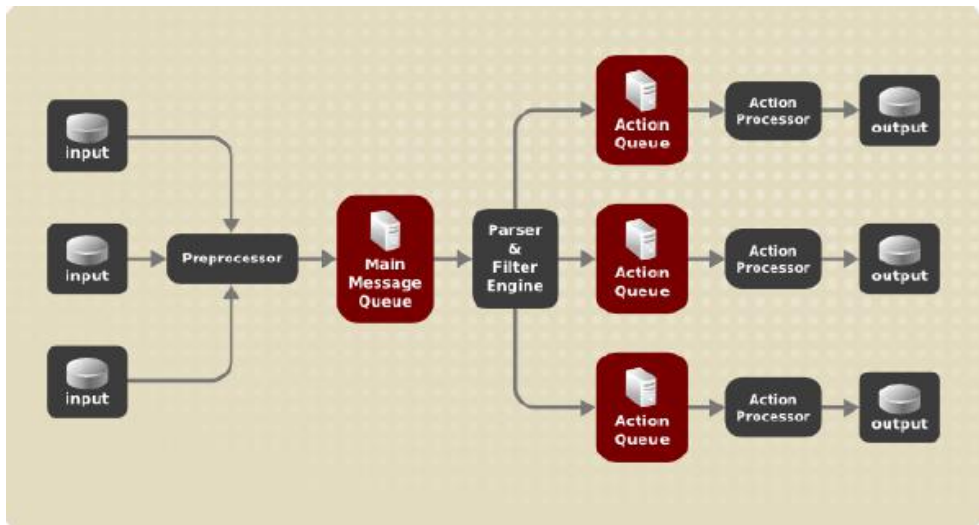 input
input
input
Preprocessor
Main
Message
Queue
Parser
&
Filter
Engine
Action
Queue
Action
Processor
output
Action
Queue
Action
Processor
output
Action
Queue
Action
Processor
output